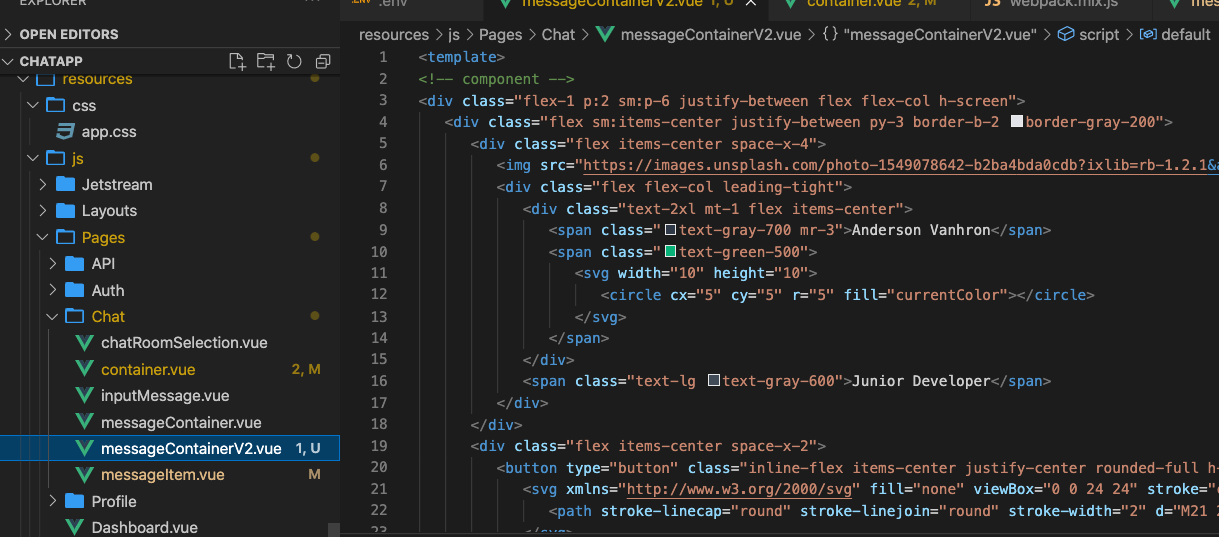 EXPLORER
OPEN EDITORS
CHATAPP
resources
css
app.css
js
Jetstream
Layouts
Pages
API
Auth
Chat
chatRoomSelection.vue
container.vue 2, M
inputMessage.vue
messageContainer.vue
messageContainerV2.vue 1, U
messageItem.vue M
Profile
Dashboard.vue
.env messageContainerV2.vue 1, U container.vue 2, M webpack.mix.js
resources > js > Pages > Chat > messageContainerV2.vue > {} "messageContainerV2.vue" > script > default
1 <template>
2 <!-- component -->
3 <div class="flex-1 p:2 sm:p-6 justify-between flex flex-col h-screen">
4 <div class="flex sm:items-center justify-between py-3 border-b-2 border-gray-200">
5 <div class="flex items-center space-x-4">
6 <img src="https://images.unsplash.com/photo-1549078642-b2ba4bda0cdb?ixlib=rb-1.2.1&
7 <div class="flex flex-col leading-tight">
8 <div class="text-2xl mt-1 flex items-center">
9 <span class="text-gray-700 mr-3">Anderson Vanhron</span>
10 <span class="text-green-500">
11 <svg width="10" height="10">
12 <circle cx="5" cy="5" r="5" fill="currentColor"></circle>
13 </svg>
14 </span>
15 </div>
16 <span class="text-lg text-gray-600">Junior Developer</span>
17 </div>
18 </div>
19 <div class="flex items-center space-x-2">
20 <button type="button" class="inline-flex items-center justify-center rounded-full h-
21 <svg xmlns="http://www.w3.org/2000/svg" fill="none" viewBox="0 0 24 24" stroke="
22 <path stroke-linecap="round" stroke-linejoin="round" stroke-width="2" d="M21
23 </svg>